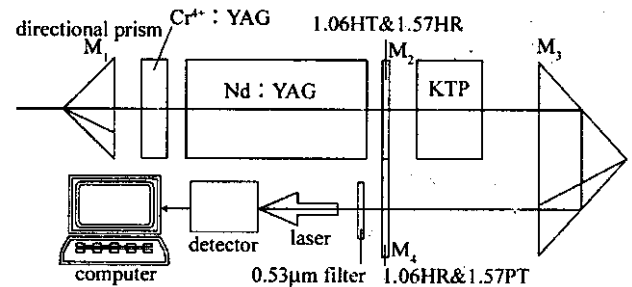 Cr⁴⁺：YAG
1.06HT&1.57HR
directional prism
M₁
M₂
M₃
Nd：YAG
KTP
detector
laser
M₄
computer
0.53μm filter
1.06HR&1.57PT